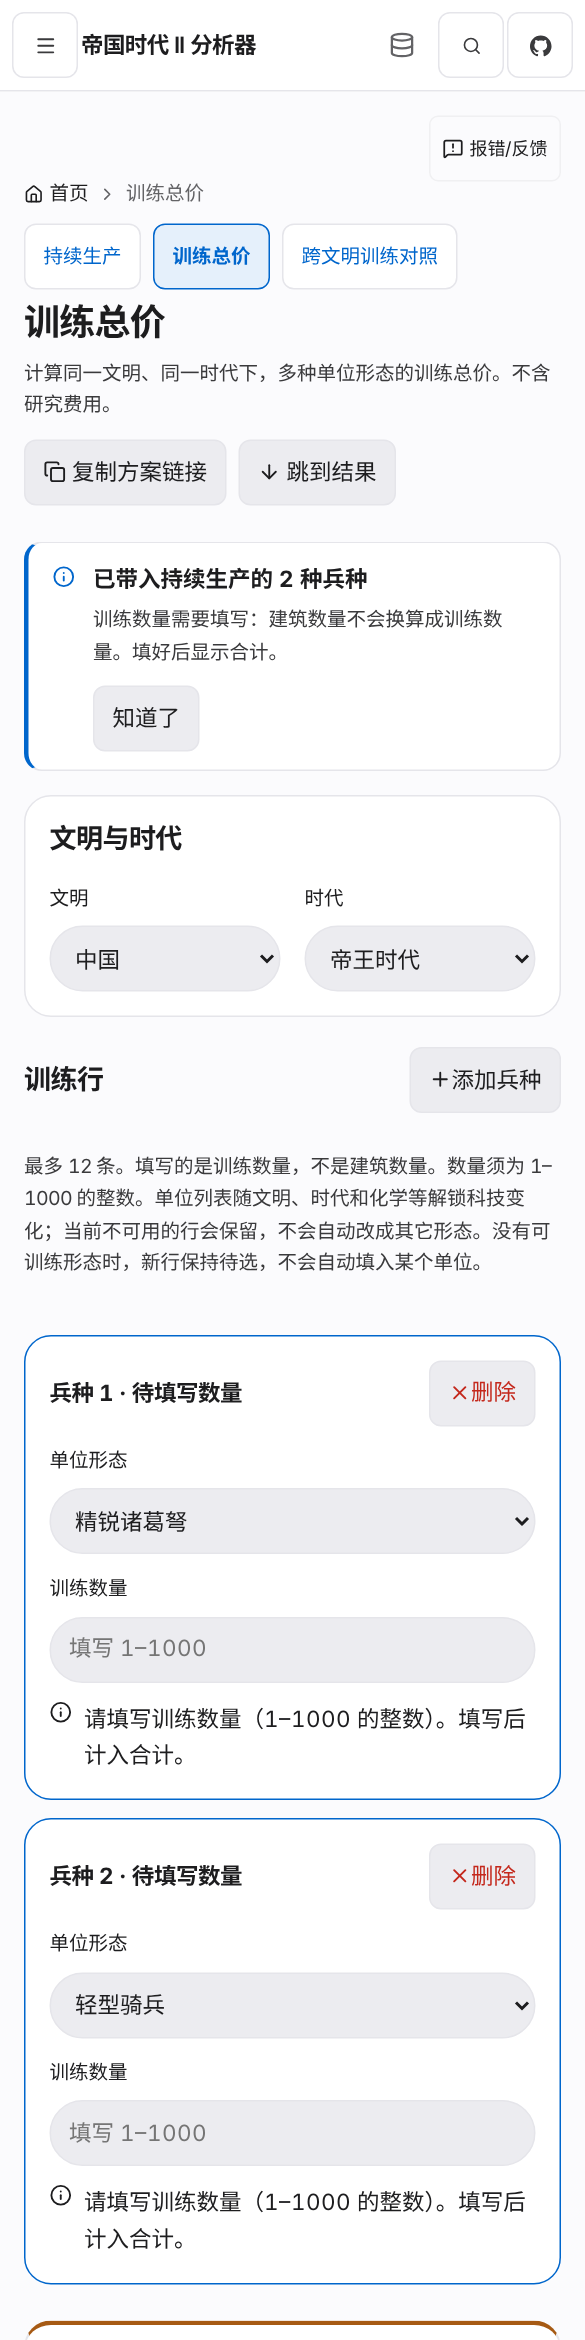 帝国时代 II 分析器
报错/反馈
首页 > 训练总价
持续生产 训练总价 跨文明训练对照
训练总价
计算同一文明、同一时代下，多种单位形态的训练总价。不含
研究费用。
复制方案链接 跳到结果
已带入持续生产的 2 种兵种
训练数量需要填写：建筑数量不会换算成训练数
量。填好后显示合计。
知道了
文明与时代
文明 时代
中国 帝王时代
训练行 添加兵种
最多 12 条。填写的是训练数量，不是建筑数量。数量须为 1–
1000 的整数。单位列表随文明、时代和化学等解锁科技变
化；当前不可用的行会保留，不会自动改成其它形态。没有可
训练形态时，新行保持待选，不会自动填入某个单位。
兵种 1 · 待填写数量 删除
单位形态
精锐诸葛弩
训练数量
填写 1–1000
请填写训练数量（1–1000 的整数）。填写后
计入合计。
兵种 2 · 待填写数量 删除
单位形态
轻型骑兵
训练数量
填写 1–1000
请填写训练数量（1–1000 的整数）。填写后
计入合计。